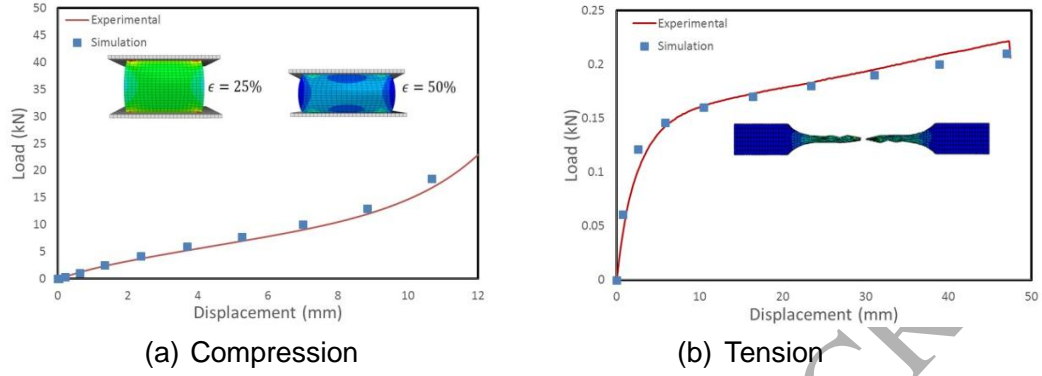 50
45
40
35
30
25
20
15
10
5
0
Load (kN)
Experimental
Simulation
ϵ = 25%
ϵ = 50%
0 2 4 6 8 10 12
Displacement (mm)
(a) Compression
0.25
0.2
0.15
0.1
0.05
0
Load (kN)
Experimental
Simulation
0 10 20 30 40 50
Displacement (mm)
(b) Tension